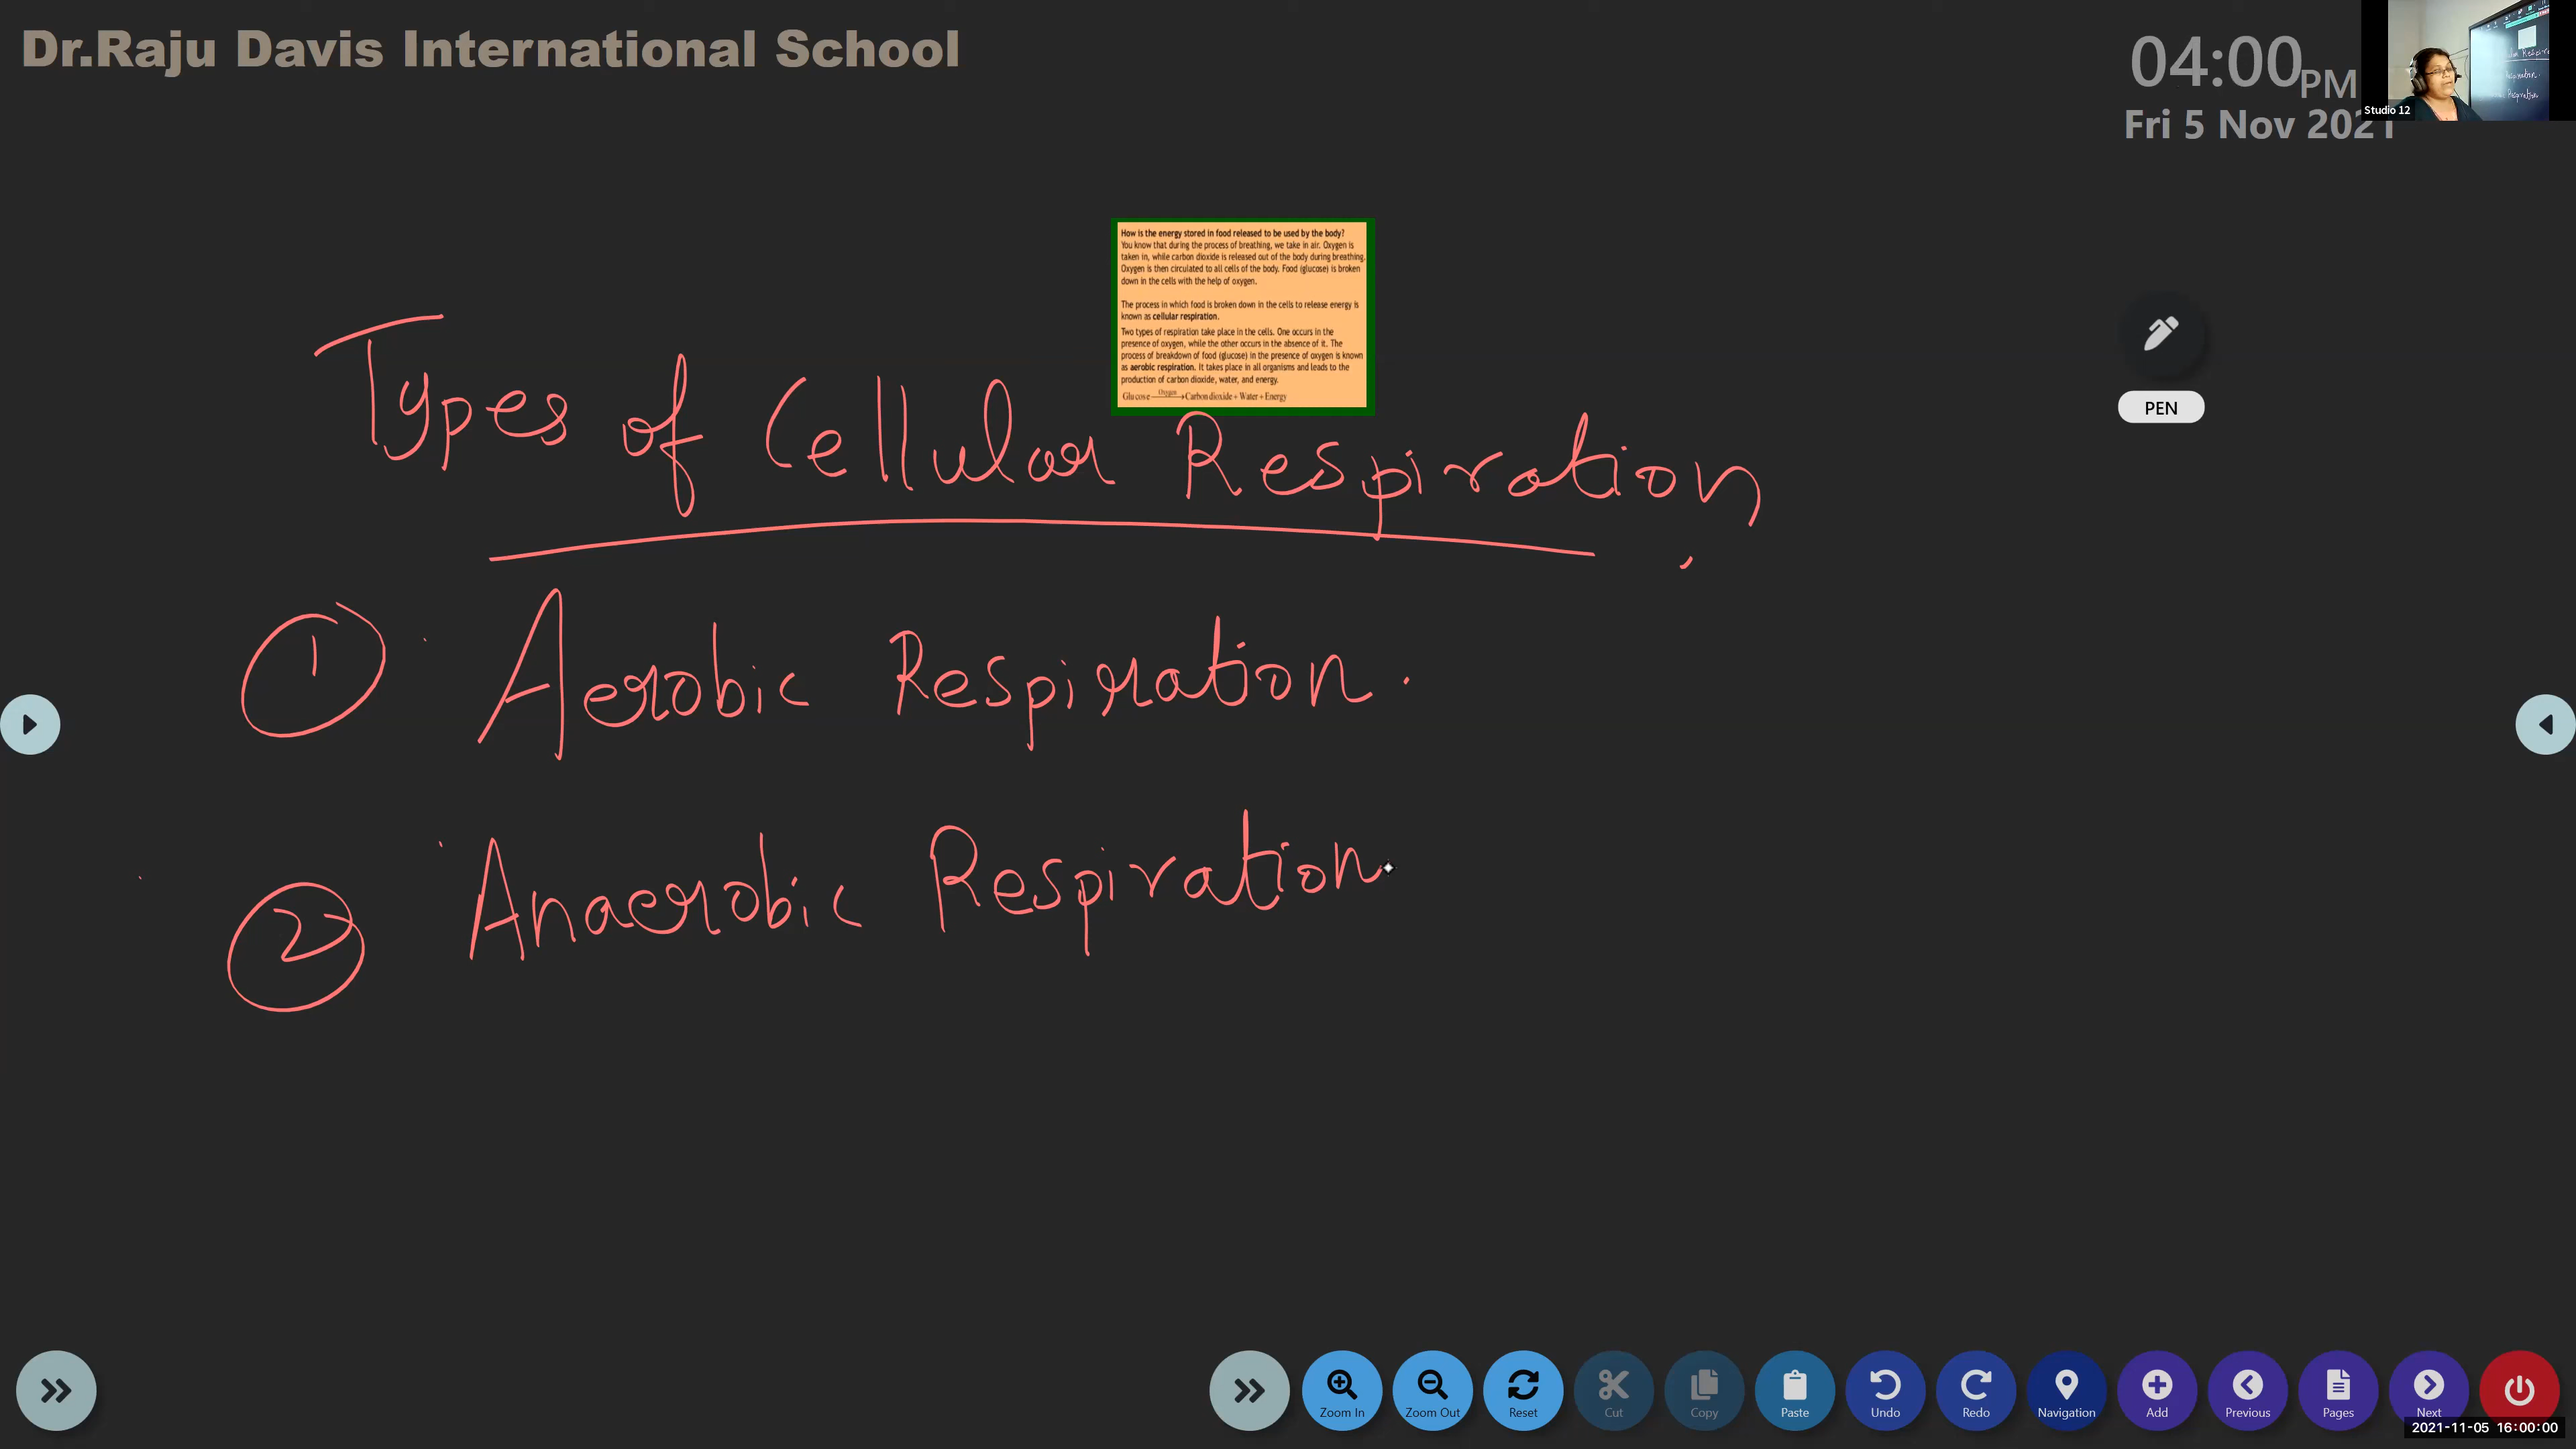 Dr.Raju Davis International School
04:00 PM
Fri 5 Nov 2021
Studio 12
How is the energy stored in food released to be used by the body?
You know that during the process of breathing, we take in air. Oxygen is
taken in, while carbon dioxide is released out of the body during breathing.
Oxygen is then circulated to all cells of the body. Food (glucose) is broken
down in the cells with the help of oxygen.
The process in which food is broken down in the cells to release energy is
known as cellular respiration.
Two types of respiration take place in the cells. One occurs in the
presence of oxygen, while the other occurs in the absence of it. The
process of breakdown of food (glucose) in the presence of oxygen is known
as aerobic respiration. It takes place in all organisms and leads to the
production of carbon dioxide, water, and energy.
Glucose —Oxygen→ Carbon dioxide + Water + Energy
PEN
Types of Cellular Respiration
1 Aerobic Respiration.
2 Anaerobic Respiration.
Zoom In Zoom Out Reset Cut Copy Paste Undo Redo Navigation Add Previous Pages Next
2021-11-05 16:00:00